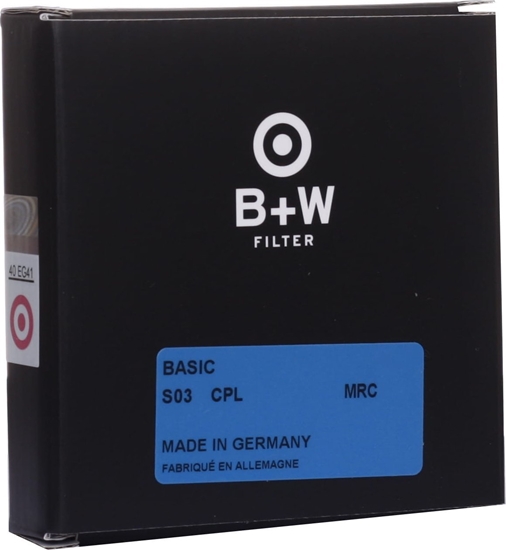 B+W
FILTER
40 EG41
BASIC
S03 CPL MRC
MADE IN GERMANY
FABRIQUÉ EN ALLEMAGNE